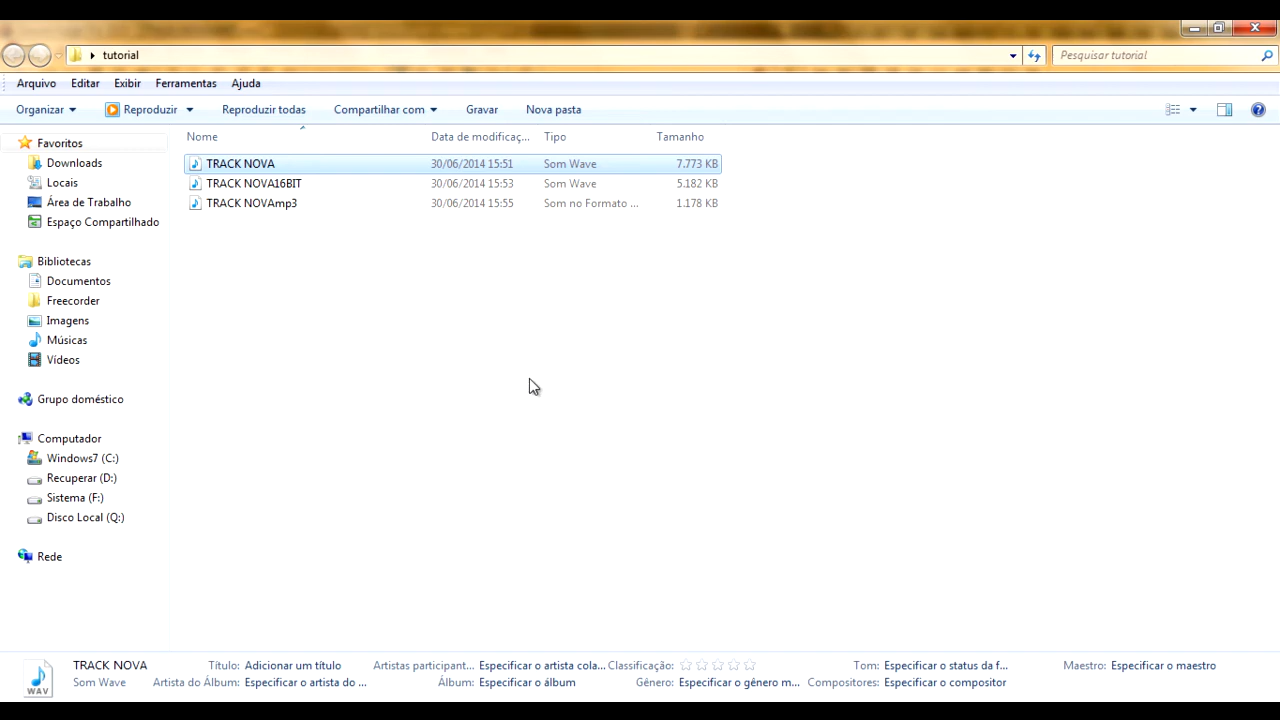 tutorial
Pesquisar tutorial
Arquivo Editar Exibir Ferramentas Ajuda
Organizar Reproduzir Reproduzir todas Compartilhar com Gravar Nova pasta
Favoritos
Downloads
Locais
Área de Trabalho
Espaço Compartilhado
Bibliotecas
Documentos
Freecorder
Imagens
Músicas
Vídeos
Grupo doméstico
Computador
Windows7 (C:)
Recuperar (D:)
Sistema (F:)
Disco Local (Q:)
Rede
Nome Data de modificaç... Tipo Tamanho
TRACK NOVA 30/06/2014 15:51 Som Wave 7.773 KB
TRACK NOVA16BIT 30/06/2014 15:53 Som Wave 5.182 KB
TRACK NOVAmp3 30/06/2014 15:55 Som no Formato ... 1.178 KB
WAV
TRACK NOVA Título: Adicionar um título Artistas participant... Especificar o artista cola... Classificação: Tom: Especificar o status da f... Maestro: Especificar o maestro
Som Wave Artista do Álbum: Especificar o artista do ... Álbum: Especificar o álbum Gênero: Especificar o gênero m... Compositores: Especificar o compositor